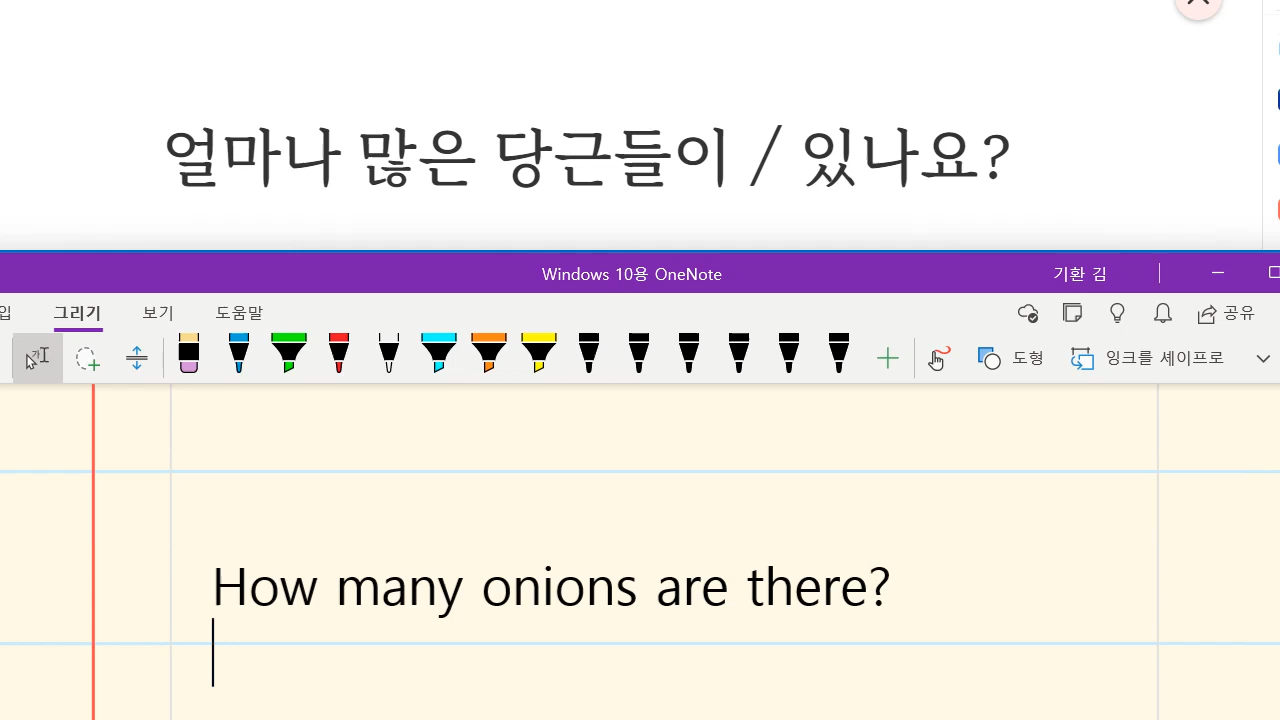 얼마나 많은 당근들이 / 있나요?
Windows 10용 OneNote
기환 김
입
그리기
보기
도움말
공유
가
도형
잉크를 셰이프로
How many onions are there?